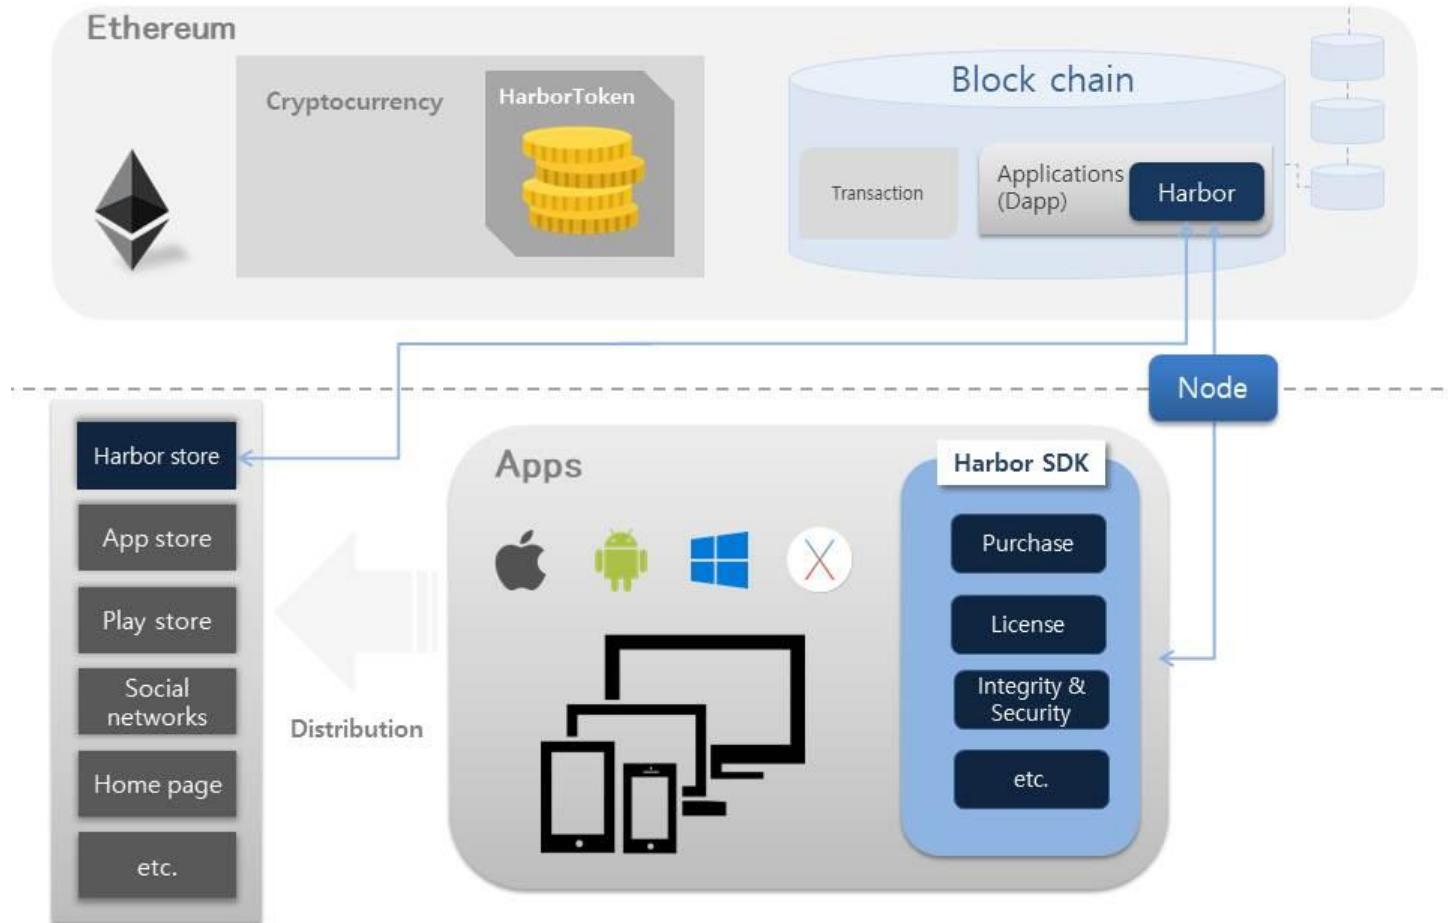 Ethereum
Cryptocurrency
HarborToken
Block chain
Transaction
Applications
(Dapp)
Harbor
Node
Harbor store
App store
Play store
Social
networks
Home page
etc.
Distribution
Apps
Harbor SDK
Purchase
License
Integrity &
Security
etc.